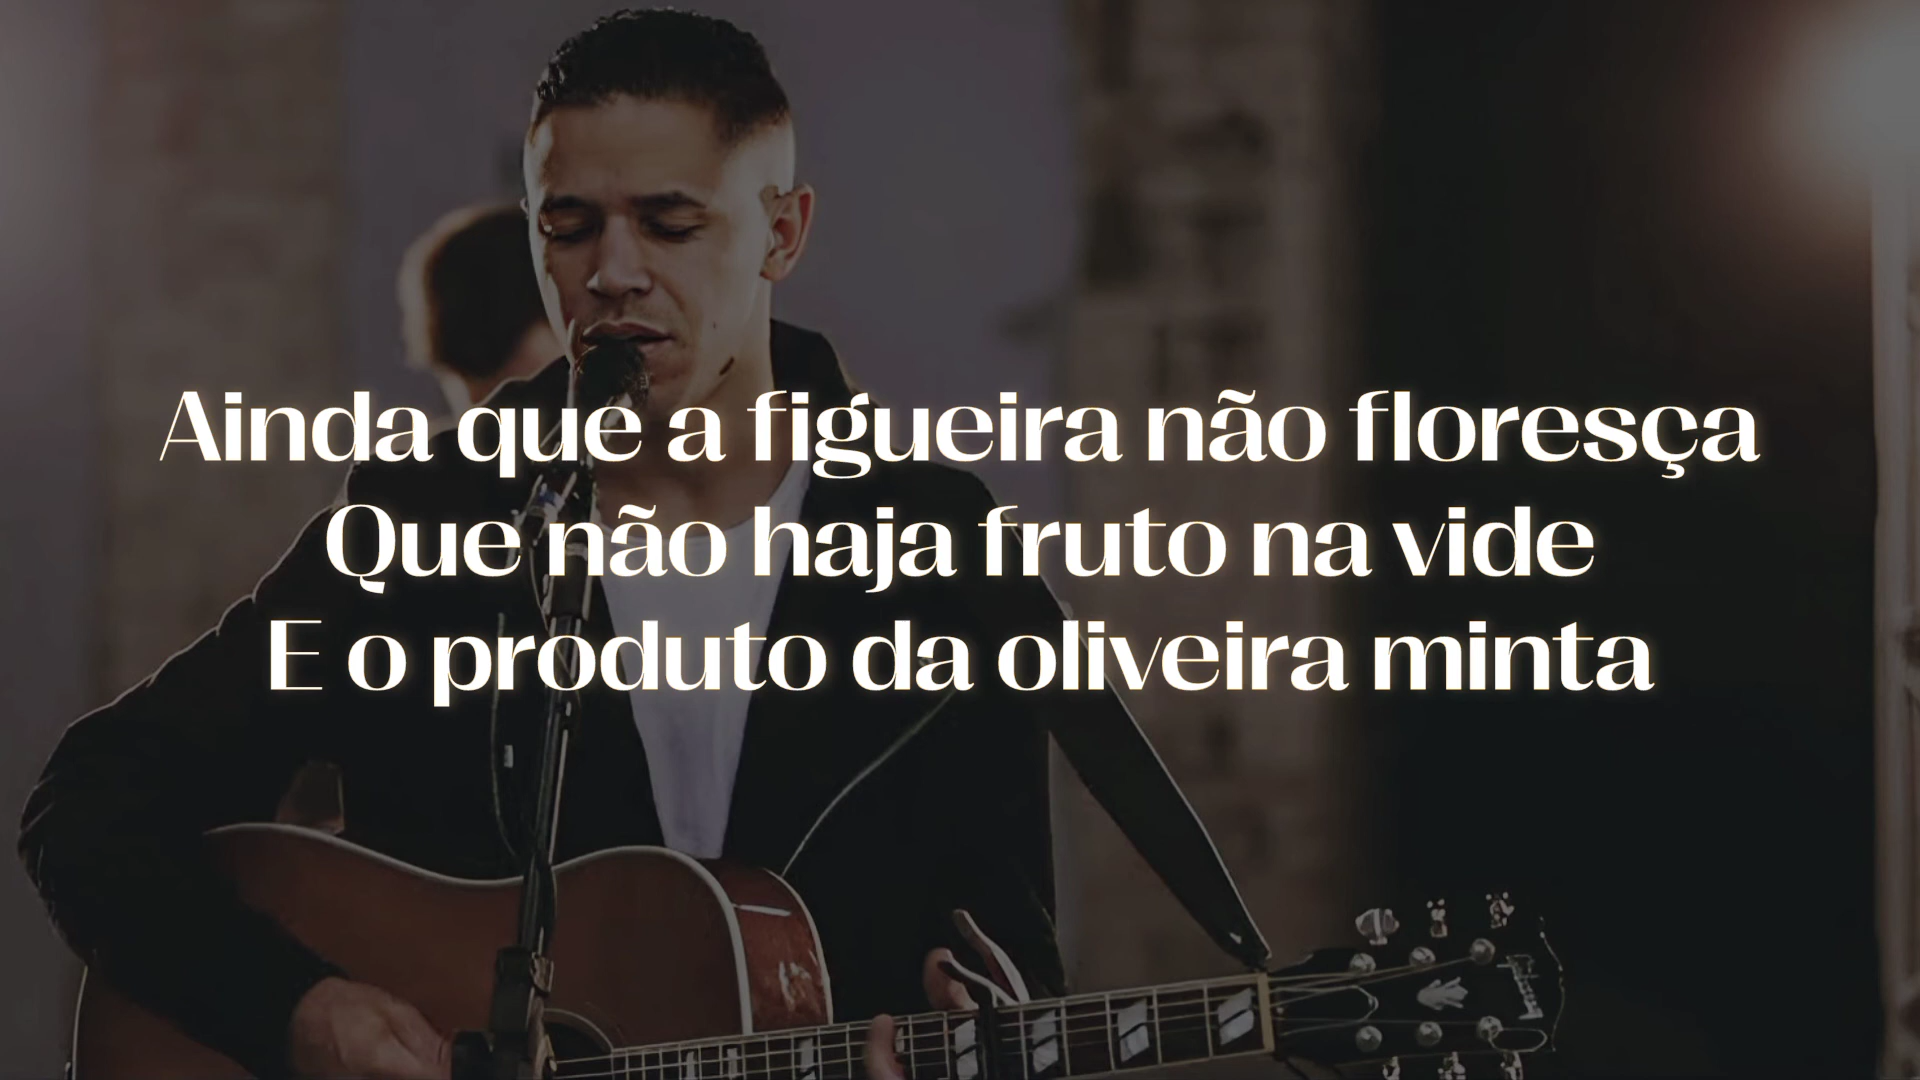 Ainda que a figueira não floresça
Que não haja fruto na vide
E o produto da oliveira minta